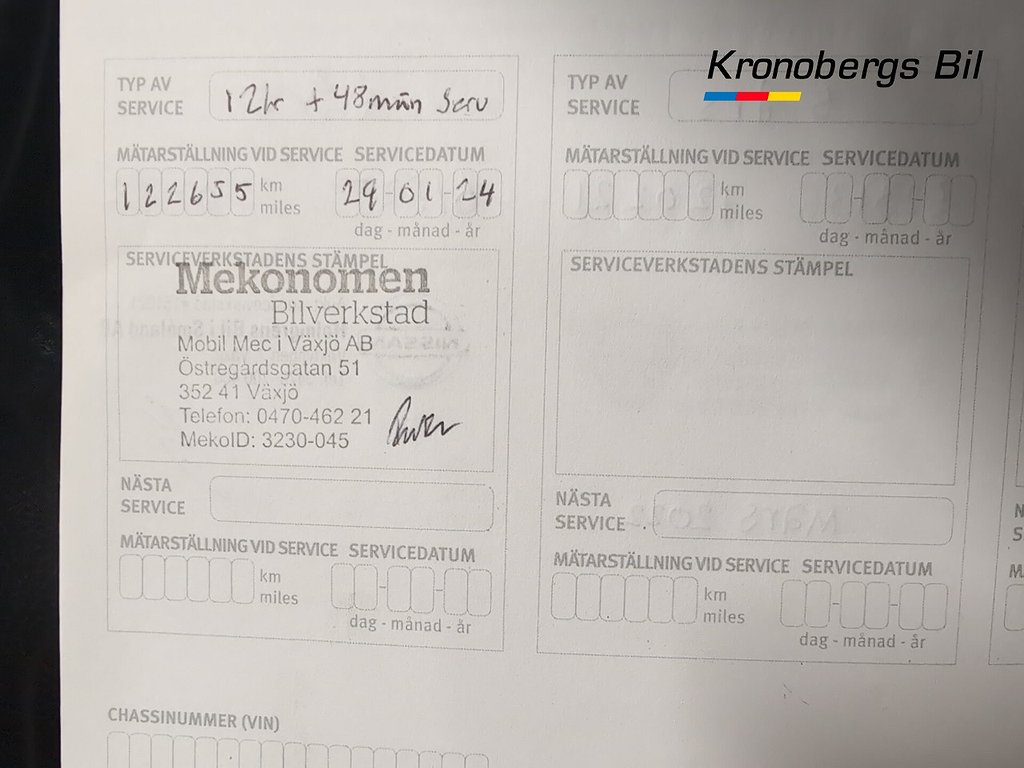 Kronobergs Bil
TYP AV
SERVICE
MÄTARSTÄLLNING VID SERVICE SERVICEDATUM
122655 km
miles
29-01-24
dag - månad - år
SERVICEVERKSTADENS STÄMPEL
Mekonomen
Bilverkstad
Mobil Mec i Växjö AB
Östregårdsgatan 51
352 41 Växjö
Telefon: 0470-462 21
MekoID: 3230-045
NÄSTA
SERVICE
MÄTARSTÄLLNING VID SERVICE SERVICEDATUM
km
miles
dag - månad - år
TYP AV
SERVICE
MÄTARSTÄLLNING VID SERVICE SERVICEDATUM
km
miles
dag - månad - år
SERVICEVERKSTADENS STÄMPEL
NÄSTA
SERVICE
MÄTARSTÄLLNING VID SERVICE SERVICEDATUM
km
miles
dag - månad - år
CHASSINUMMER (VIN)